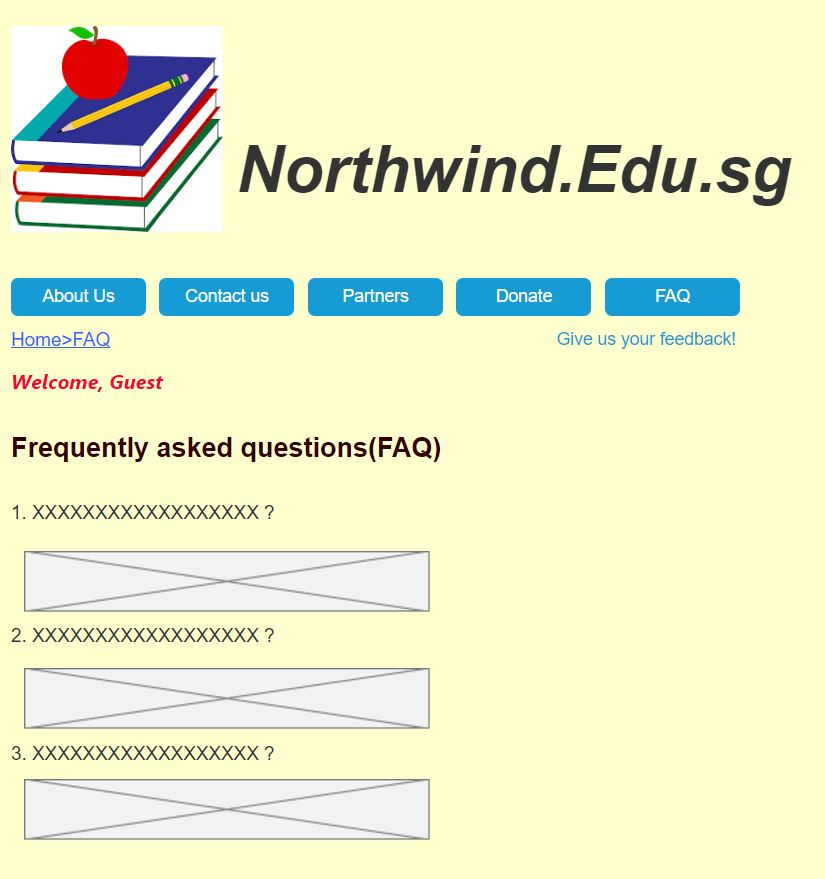 Northwind.Edu.sg
About Us Contact us Partners Donate FAQ
Home>FAQ Give us your feedback!
Welcome, Guest
Frequently asked questions(FAQ)
1. XXXXXXXXXXXXXXXXXX ?
2. XXXXXXXXXXXXXXXXXX ?
3. XXXXXXXXXXXXXXXXXX ?